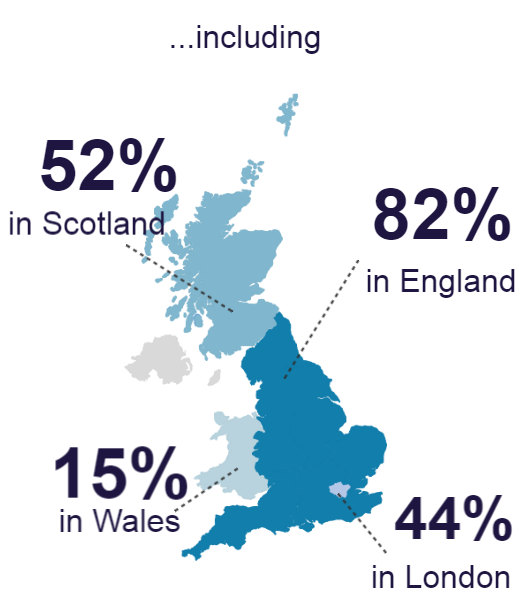 ...including
52%
in Scotland
82%
in England
15%
in Wales
44%
in London